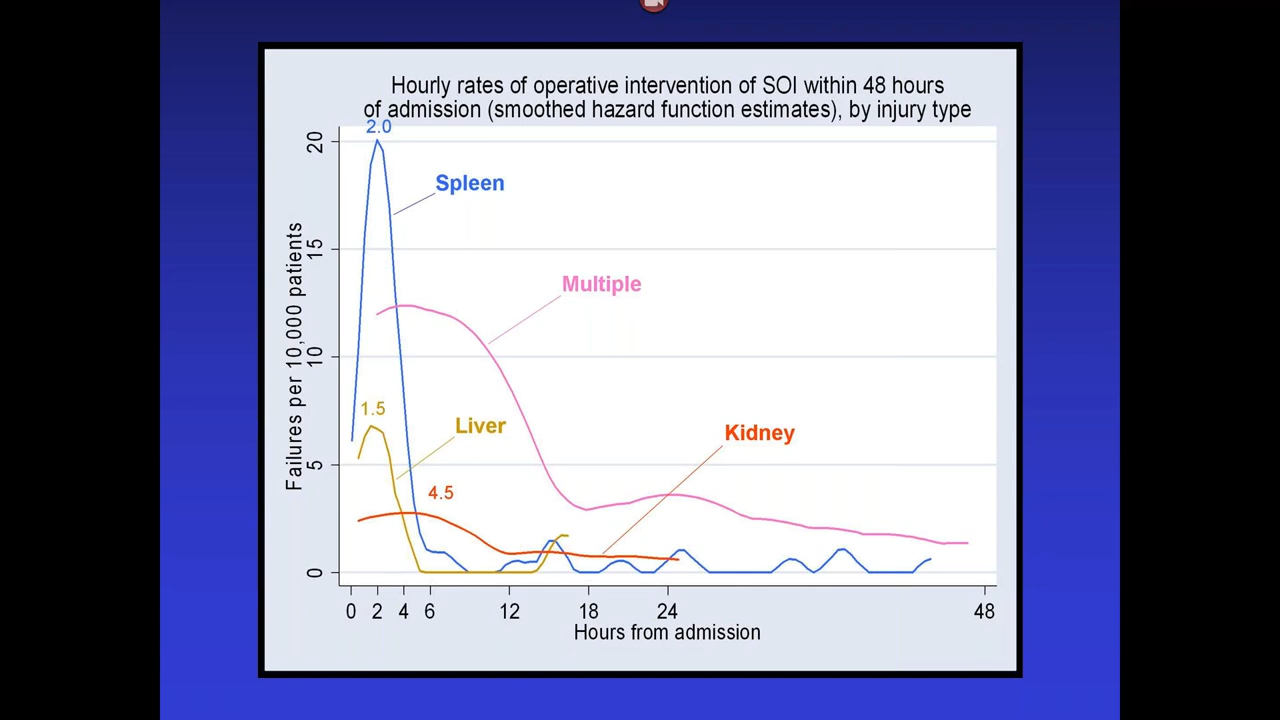 Hourly rates of operative intervention of SOI within 48 hours
of admission (smoothed hazard function estimates), by injury type
2.0
20
Spleen
15
Multiple
10
1.5
Liver
Kidney
5
4.5
0
Failures per 10,000 patients
0 2 4 6 12 18 24 48
Hours from admission